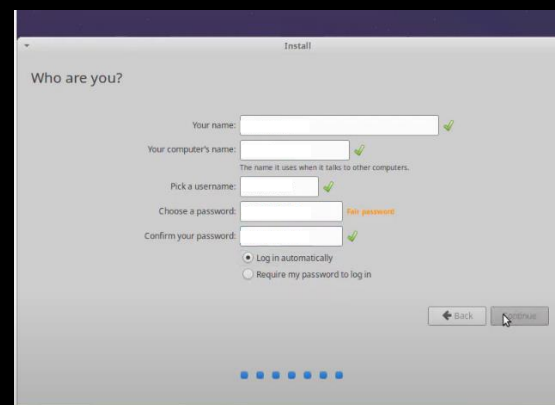 Install
Who are you?
Your name:
Your computer's name:
The name it uses when it talks to other computers.
Pick a username:
Choose a password:
Fair password
Confirm your password:
Log in automatically
Require my password to log in
Back
Continue